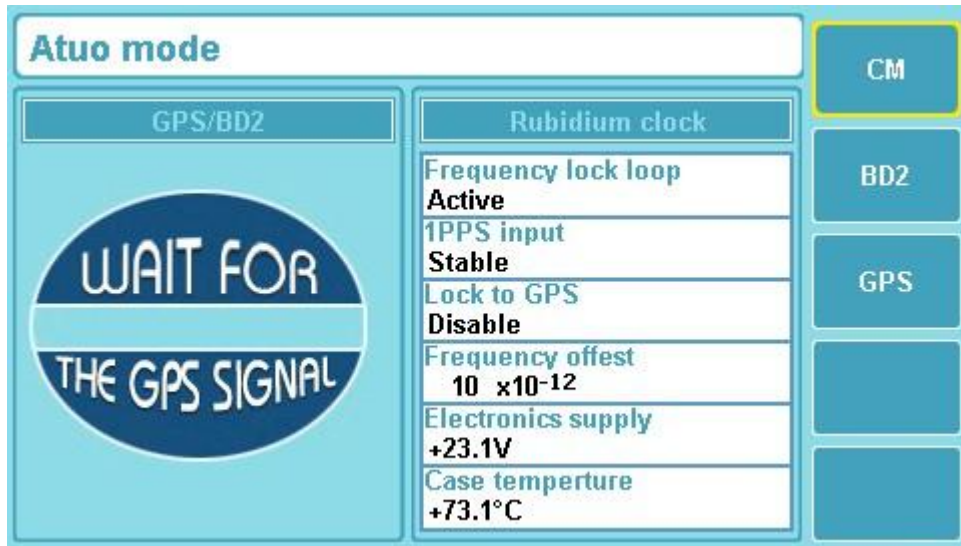 Atuo mode
GPS/BD2
WAIT FOR
THE GPS SIGNAL
Rubidium clock
Frequency lock loop
Active
1PPS input
Stable
Lock to GPS
Disable
Frequency offest
10 x10-12
Electronics supply
+23.1V
Case temperture
+73.1°C
CM
BD2
GPS